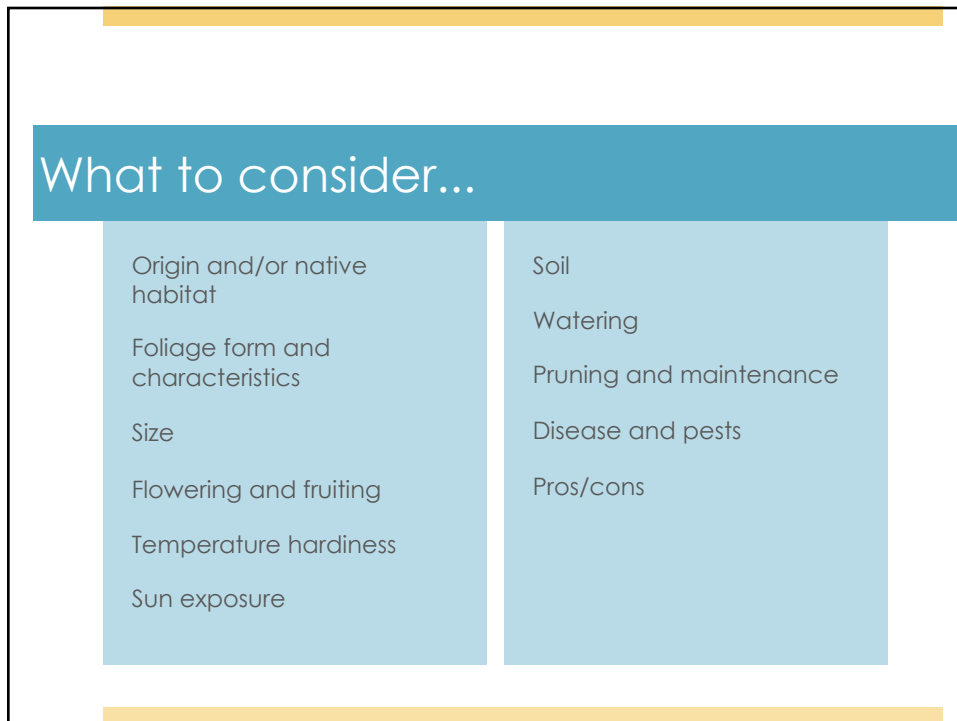 What to consider...
Origin and/or native
habitat
Foliage form and
characteristics
Size
Flowering and fruiting
Temperature hardiness
Sun exposure
Soil
Watering
Pruning and maintenance
Disease and pests
Pros/cons